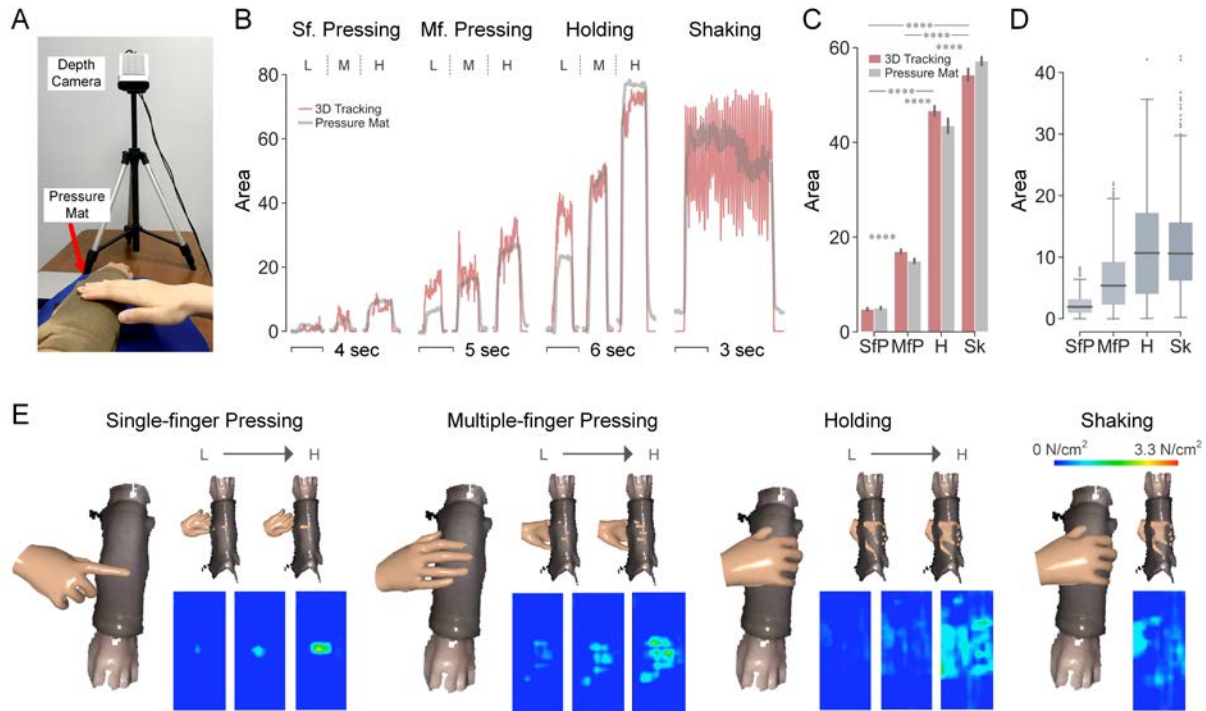 A
Depth
Camera
Pressure
Mat
B
Sf. Pressing
Mf. Pressing
Holding
Shaking
L M H L M H L M H
3D Tracking
Pressure Mat
Area
80
60
40
20
0
4 sec
5 sec
6 sec
3 sec
C
****
****
****
****
****
****
3D Tracking
Pressure Mat
Area
60
40
20
0
SfP MfP H Sk
D
Area
40
30
20
10
0
SfP MfP H Sk
E
Single-finger Pressing
L H
Multiple-finger Pressing
L H
Holding
L H
Shaking
0 N/cm² 3.3 N/cm²